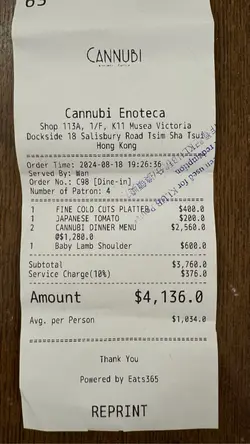 65
CANNUBI
Cannubi Enoteca
Shop 113A, 1/F, K11 Musea Victoria
Dockside 18 Salisbury Road Tsim Sha Tsui
Hong Kong
Order Time: 2024-08-18 19:26:36
Served By: Wan
Order No.: C98 [Dine-in]
Number of Patron: 4
1 FINE COLD CUTS PLATTER $400.0
1 JAPANESE TOMATO $200.0
2 CANNUBI DINNER MENU $2,560.0
@$1,280.0
1 Baby Lamb Shoulder $600.0
Subtotal $3,760.0
Service Charge(10%) $376.0
Amount $4,136.0
Avg. per Person $1,034.0
Thank You
Powered by Eats365
REPRINT